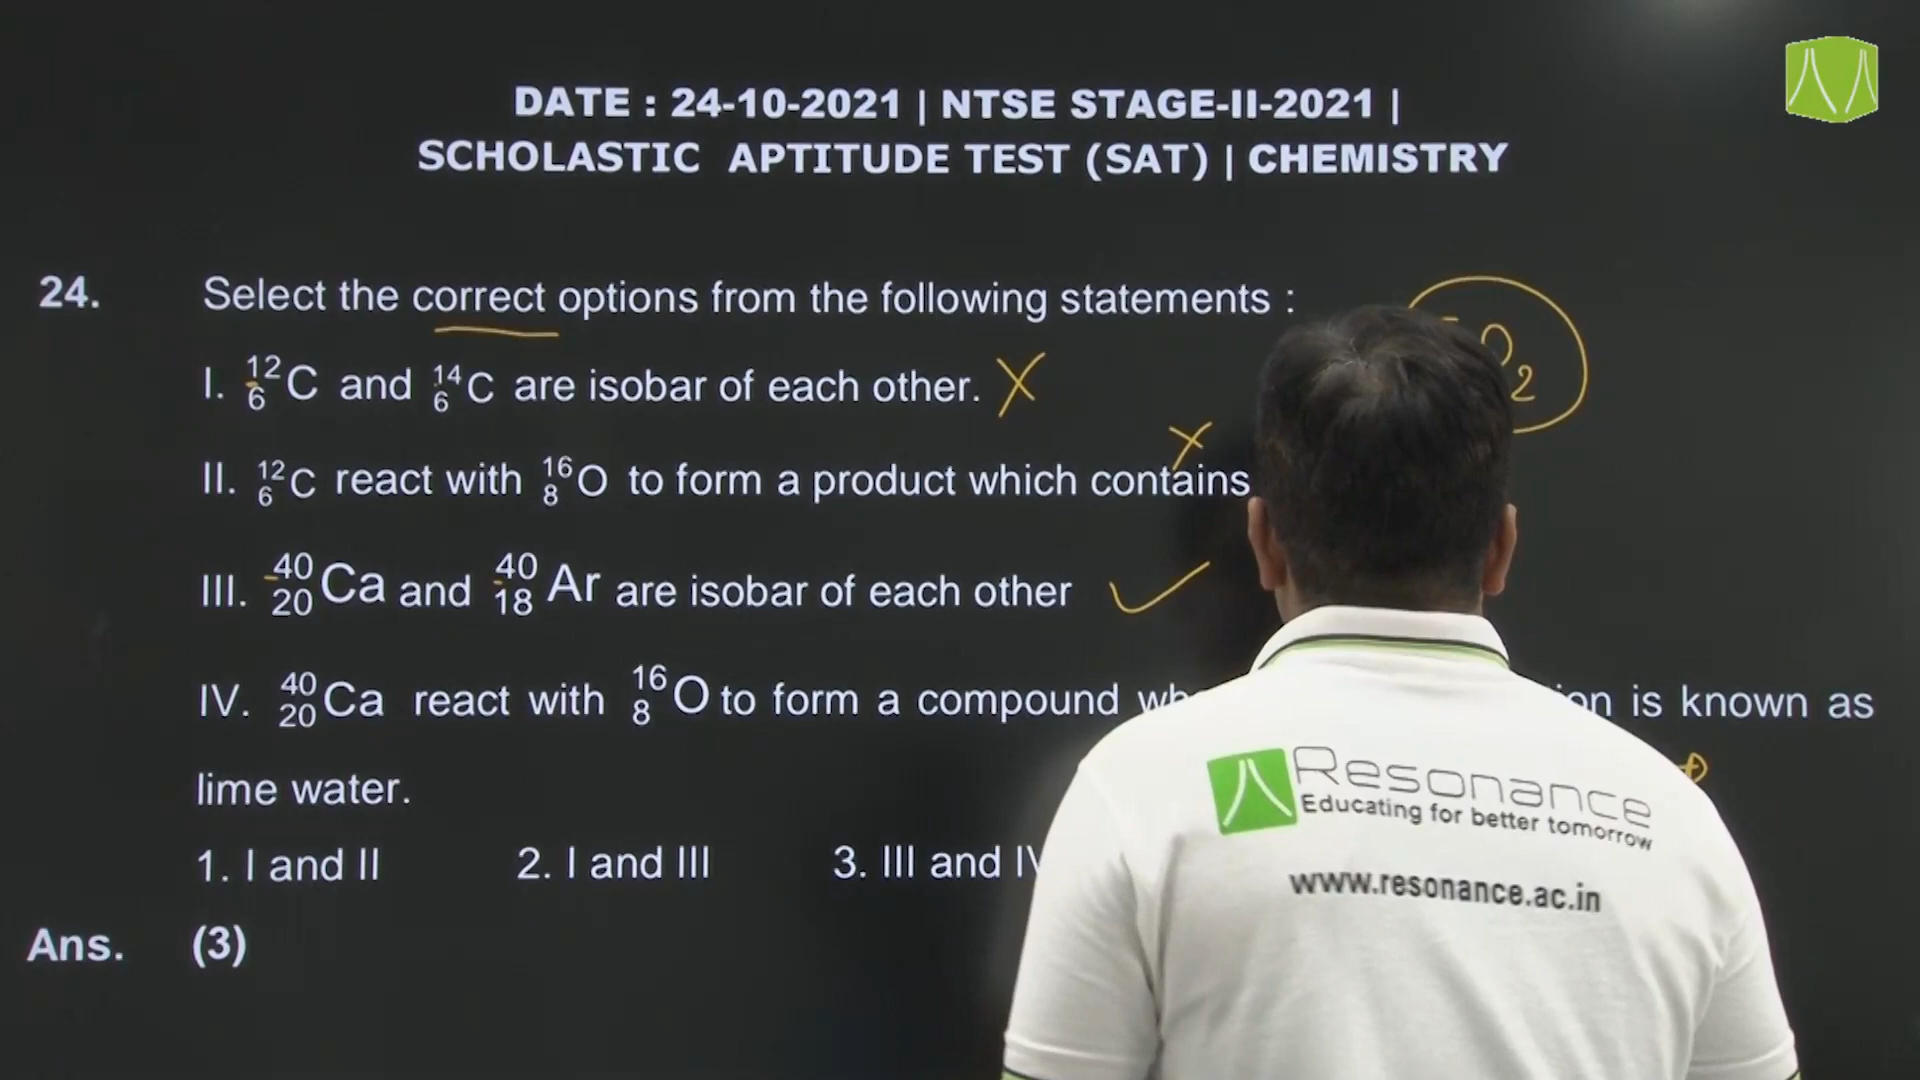 DATE : 24-10-2021 | NTSE STAGE-II-2021 |
SCHOLASTIC APTITUDE TEST (SAT) | CHEMISTRY
24. Select the correct options from the following statements :
O₂
I. ¹²₆C and ¹⁴₆C are isobar of each other. X
X
II. ¹²₆C react with ¹⁶₈O to form a product which contains
III. ⁴⁰₂₀Ca and ⁴⁰₁₈Ar are isobar of each other ✓
IV. ⁴⁰₂₀Ca react with ¹⁶₈O to form a compound is known as
lime water.
1. I and II 2. I and III 3. III and
Ans. (3)
Resonance
Educating for better tomorrow
www.resonance.ac.in